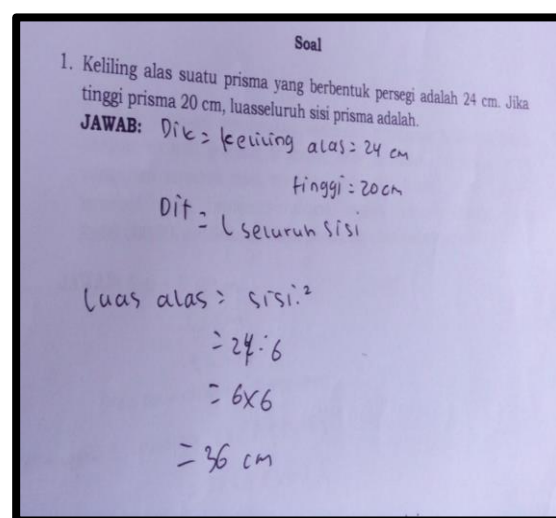 Soal
1. Keliling alas suatu prisma yang berbentuk persegi adalah 24 cm. Jika
tinggi prisma 20 cm, luasseluruh sisi prisma adalah.
JAWAB: Dik = keliling alas = 24 cm
tinggi = 20 cm
Dit = L seluruh sisi
Luas alas = sisi.²
= 24 : 6
= 6x6
= 36 cm